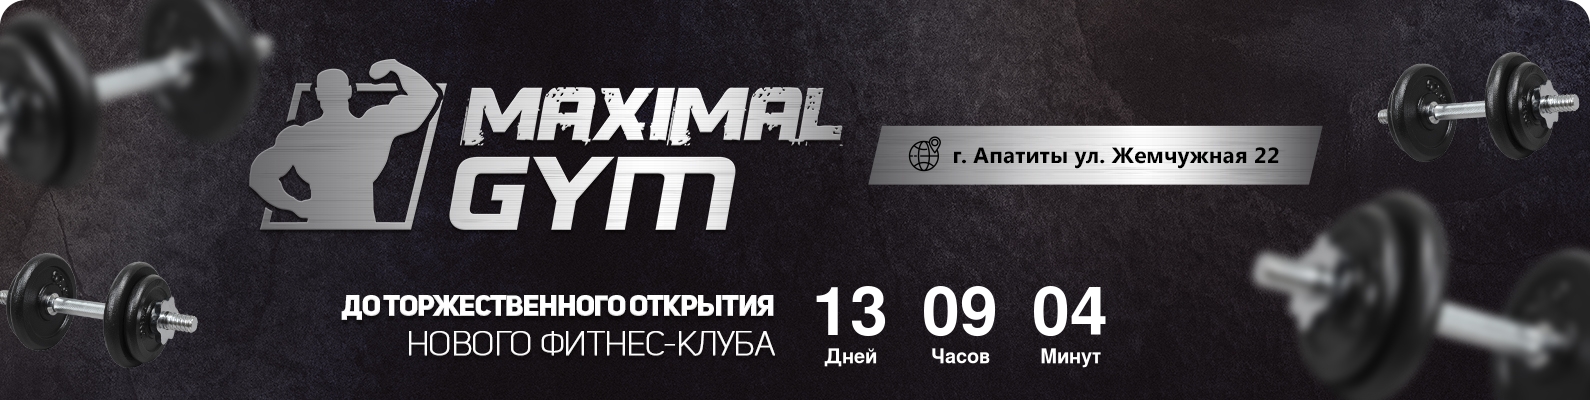 MAXIMAL
GYM
г. Апатиты ул. Жемчужная 22
ДО ТОРЖЕСТВЕННОГО ОТКРЫТИЯ
НОВОГО ФИТНЕС-КЛУБА
13 09 04
Дней Часов Минут